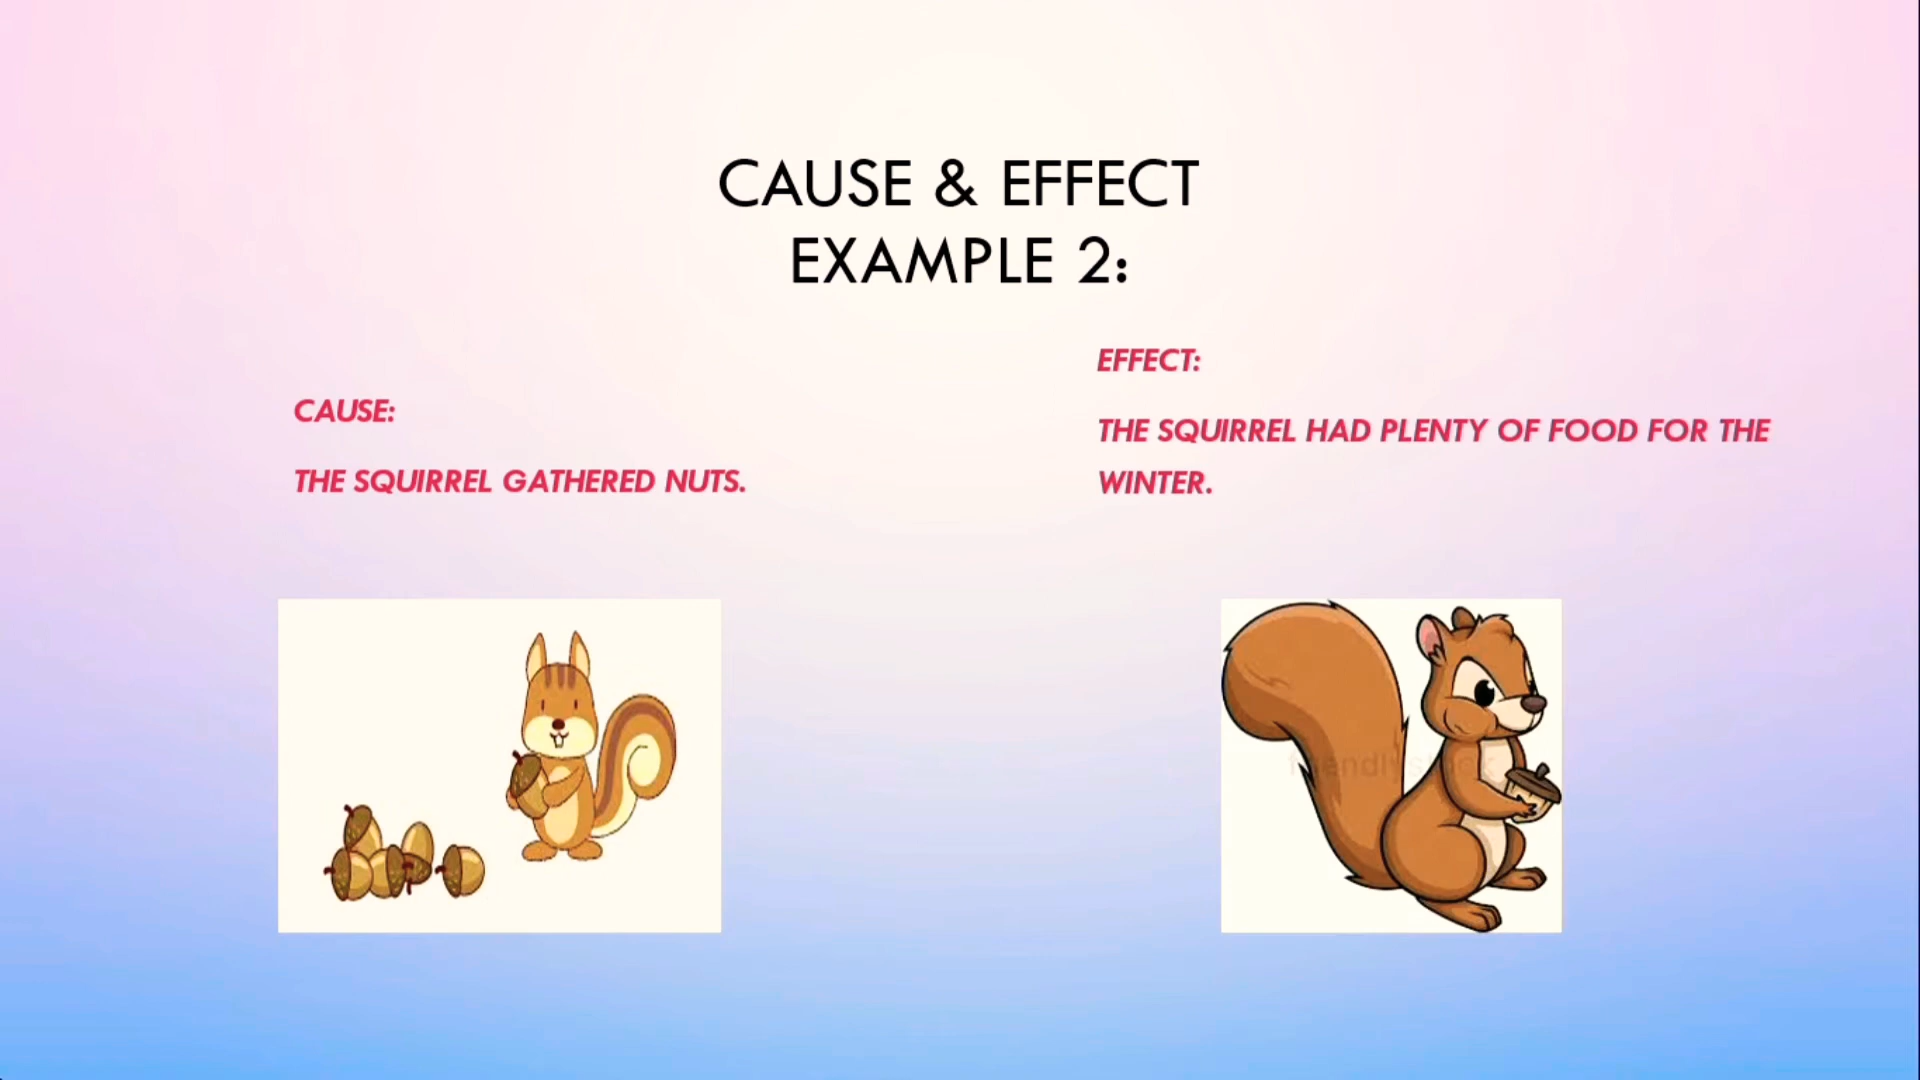 CAUSE & EFFECT
EXAMPLE 2:
CAUSE:
THE SQUIRREL GATHERED NUTS.
EFFECT:
THE SQUIRREL HAD PLENTY OF FOOD FOR THE
WINTER.